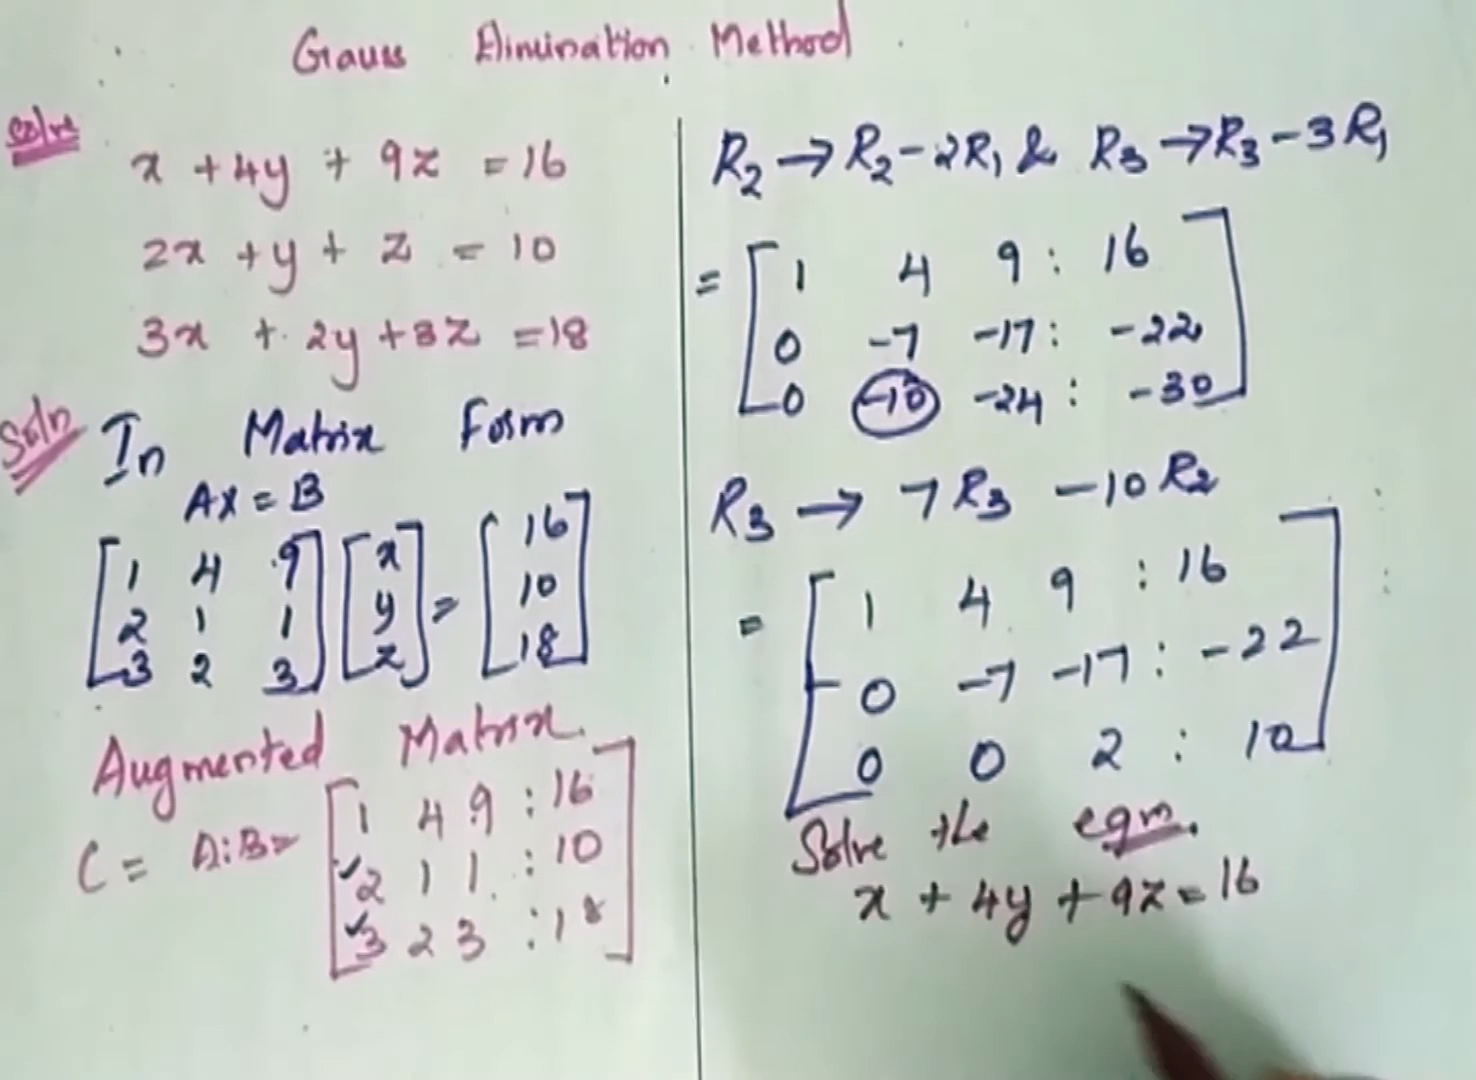 Gauss Elimination Method
Solve
x + 4y + 9z = 16
2x + y + z = 10
3x + 2y + 3z = 18
Soln
In Matrix Form
AX = B
[1 4 9] [x] = [16]
[2 1 1] [y] [10]
[3 2 3] [z] [18]
Augmented Matrix.
C = A:B = [1 4 9 : 16]
[2 1 1 : 10]
[3 2 3 : 18]
R₂ → R₂ - 2R₁ & R₃ → R₃ - 3R₁
= [1 4 9 : 16]
[0 -7 -17 : -22]
[0 -10 -24 : -30]
R₃ → 7R₃ - 10R₂
= [1 4 9 : 16]
[0 -7 -17 : -22]
[0 0 2 : 10]
Solve the eqn.
x + 4y + 9z = 16